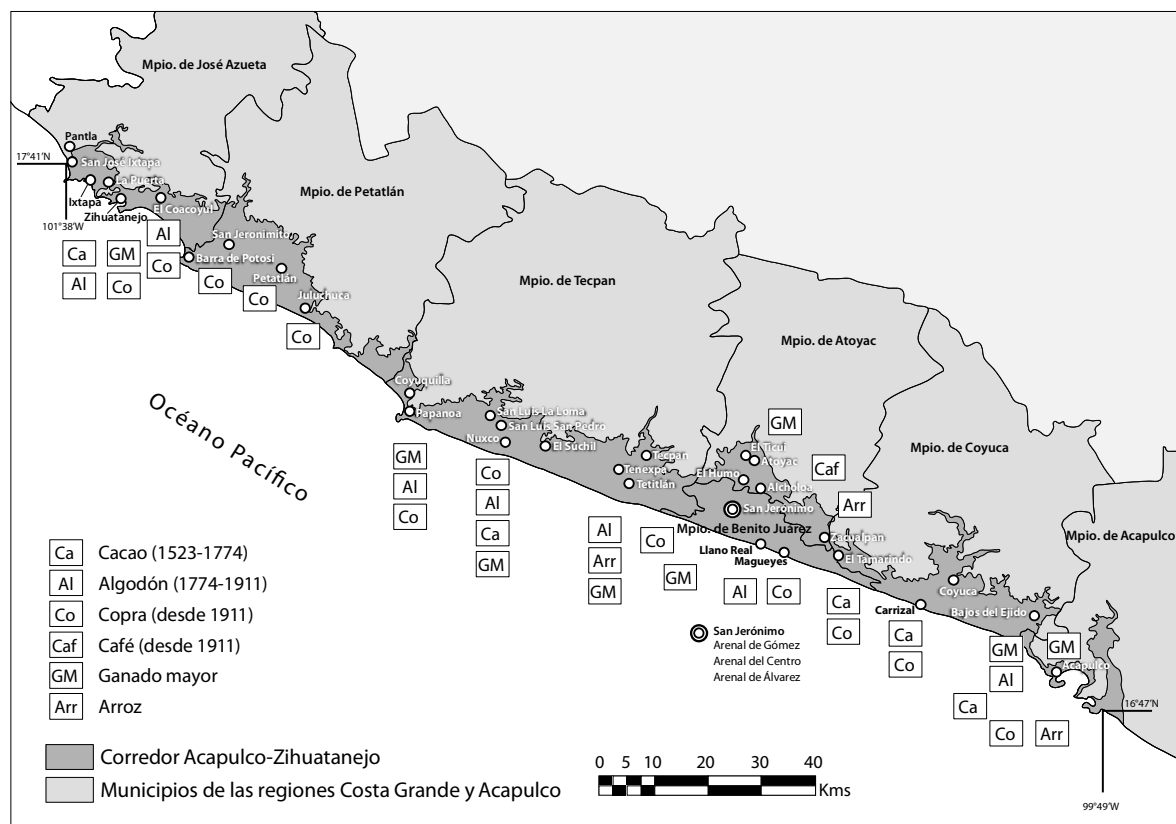 Mpio. de José Azueta
Pantla
17°41'N
San José Ixtapa
La Puerta
Ixtapa
Zihuatanejo
El Coacoyul
101°38'W
Mpio. de Petatlán
San Jeronimito
Barra de Potosí
Petatlán
Juluchuca
Al
Ca
GM
Co
Al
Co
Co
Co
Co
Mpio. de Tecpan
Mpio. de Atoyac
Mpio. de Coyuca
Mpio. de Acapulco
Océano Pacífico
Coyuquilla
Papanoa
San Luis La Loma
San Luis San Pedro
Nuxco
El Súchil
Tecpan
Tenexpa
Tetitlán
GM
El Ticuí
Atoyac
El Humo
Alcholoa
Caf
Arr
San Jerónimo
Mpio. de Benito Juárez
Zacualpan
El Tamarindo
Llano Real
Magueyes
Coyuca
Carrizal
Bajos del Ejido
Acapulco
GM
Al
Co
Co
Al
Ca
GM
Al
Arr
GM
Co
GM
Al
Co
Ca
Co
Ca
Co
GM
GM
Al
Ca
Co
Arr
16°47'N
99°49'W
San Jerónimo
Arenal de Gómez
Arenal del Centro
Arenal de Álvarez
Ca Cacao (1523-1774)
Al Algodón (1774-1911)
Co Copra (desde 1911)
Caf Café (desde 1911)
GM Ganado mayor
Arr Arroz
Corredor Acapulco-Zihuatanejo
Municipios de las regiones Costa Grande y Acapulco
0 5 10 20 30 40
Kms